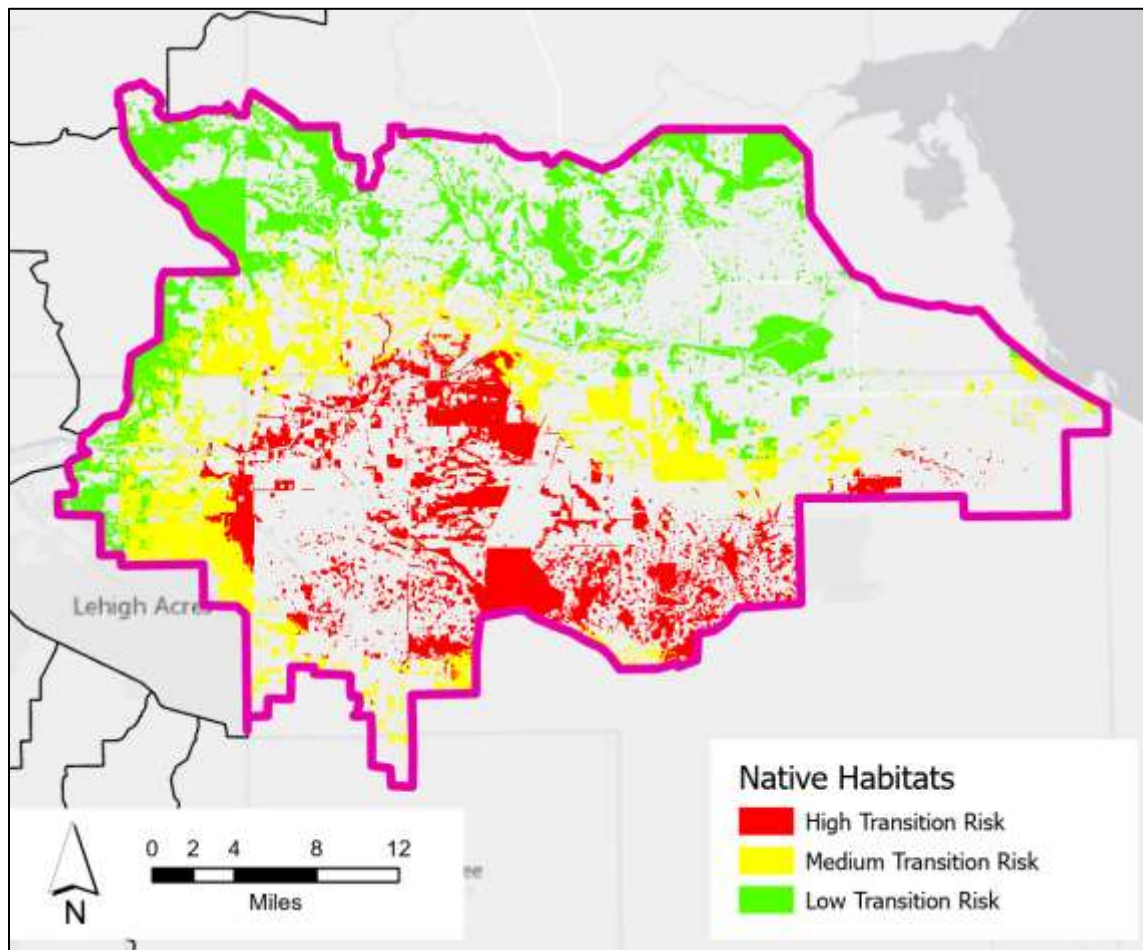 Lehigh Acres
Native Habitats
High Transition Risk
Medium Transition Risk
Low Transition Risk
0 2 4 8 12
Miles
N
ee